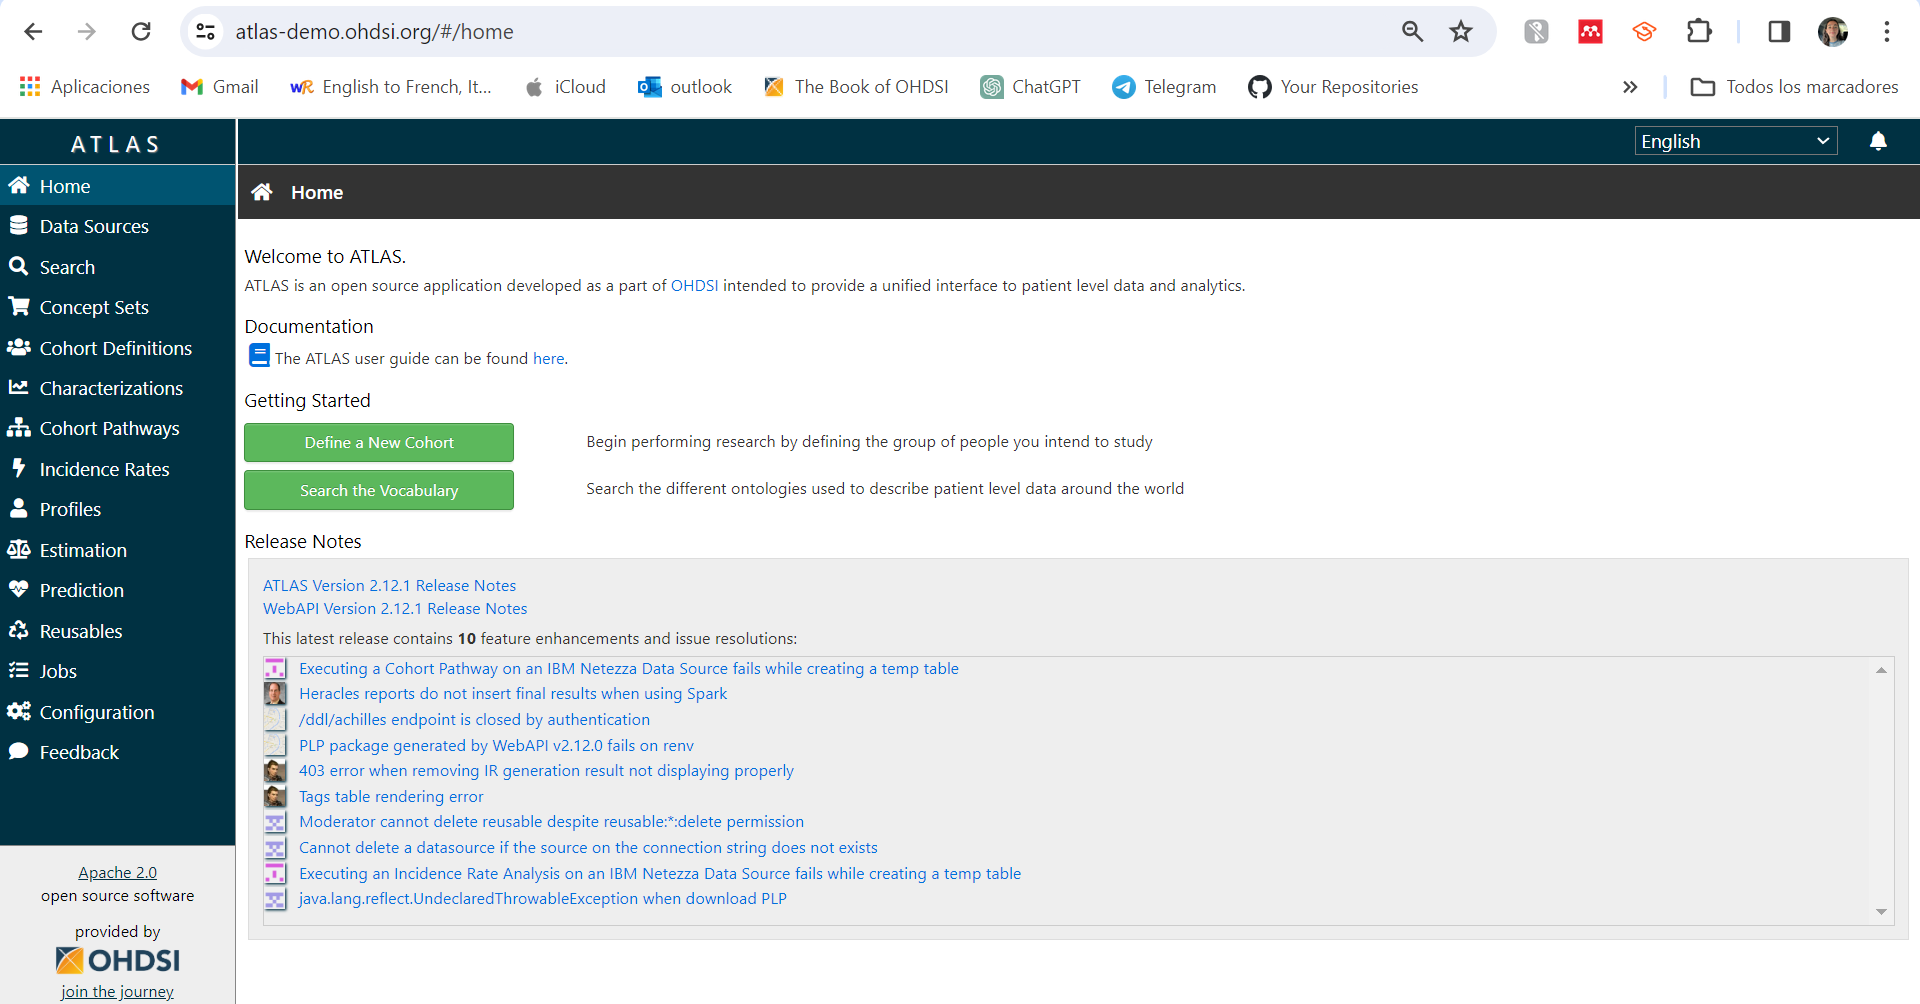 atlas-demo.ohdsi.org/#/home
Aplicaciones
Gmail
English to French, It...
iCloud
outlook
The Book of OHDSI
ChatGPT
Telegram
Your Repositories
Todos los marcadores
ATLAS
English
Home
Data Sources
Search
Concept Sets
Cohort Definitions
Characterizations
Cohort Pathways
Incidence Rates
Profiles
Estimation
Prediction
Reusables
Jobs
Configuration
Feedback
Apache 2.0
open source software
provided by
OHDSI
join the journey
Home
Welcome to ATLAS.
ATLAS is an open source application developed as a part of OHDSI intended to provide a unified interface to patient level data and analytics.
Documentation
The ATLAS user guide can be found here.
Getting Started
Define a New Cohort
Begin performing research by defining the group of people you intend to study
Search the Vocabulary
Search the different ontologies used to describe patient level data around the world
Release Notes
ATLAS Version 2.12.1 Release Notes
WebAPI Version 2.12.1 Release Notes
This latest release contains 10 feature enhancements and issue resolutions:
Executing a Cohort Pathway on an IBM Netezza Data Source fails while creating a temp table
Heracles reports do not insert final results when using Spark
/ddl/achilles endpoint is closed by authentication
PLP package generated by WebAPI v2.12.0 fails on renv
403 error when removing IR generation result not displaying properly
Tags table rendering error
Moderator cannot delete reusable despite reusable:*:delete permission
Cannot delete a datasource if the source on the connection string does not exists
Executing an Incidence Rate Analysis on an IBM Netezza Data Source fails while creating a temp table
java.lang.reflect.UndeclaredThrowableException when download PLP